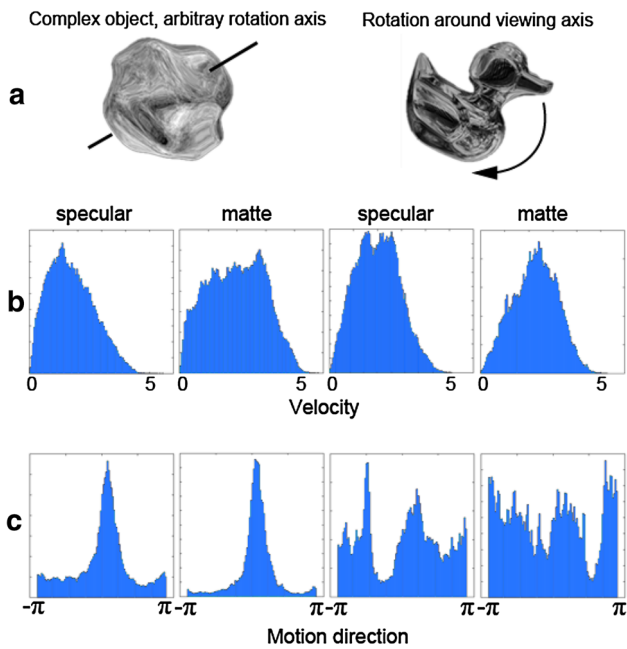 Complex object, arbitray rotation axis
Rotation around viewing axis
a
specular matte specular matte
b
0 5 0 5 0 5 0 5
Velocity
c
-π π -π π -π π -π π
Motion direction